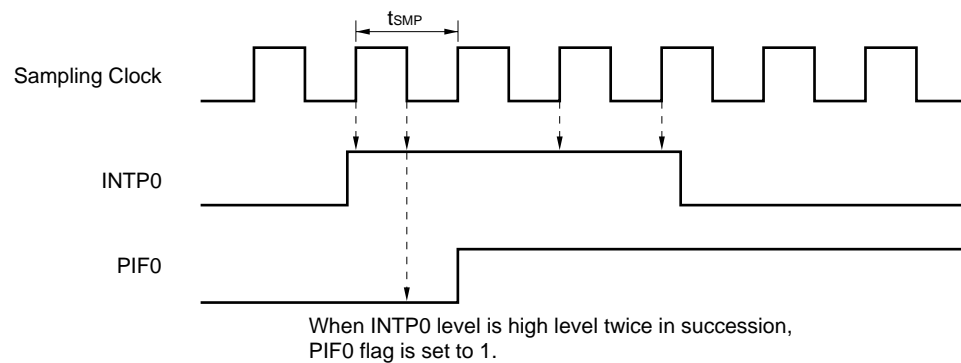 tSMP
Sampling Clock
INTP0
PIF0
When INTP0 level is high level twice in succession,
PIF0 flag is set to 1.